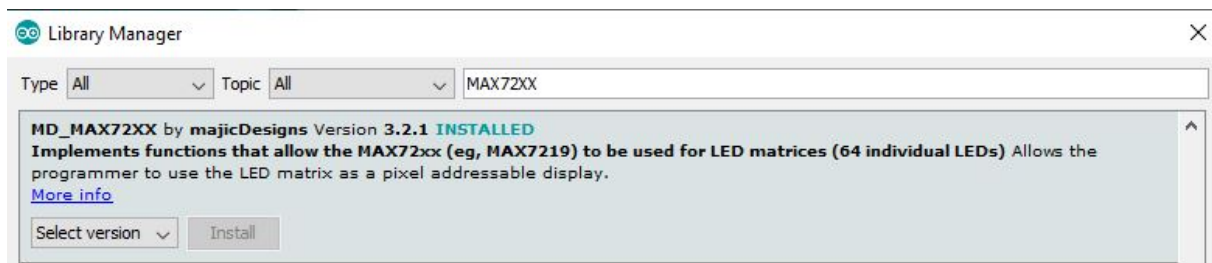 Library Manager
Type All Topic All MAX72XX
MD_MAX72XX by majicDesigns Version 3.2.1 INSTALLED
Implements functions that allow the MAX72xx (eg, MAX7219) to be used for LED matrices (64 individual LEDs) Allows the
programmer to use the LED matrix as a pixel addressable display.
More info
Select version Install